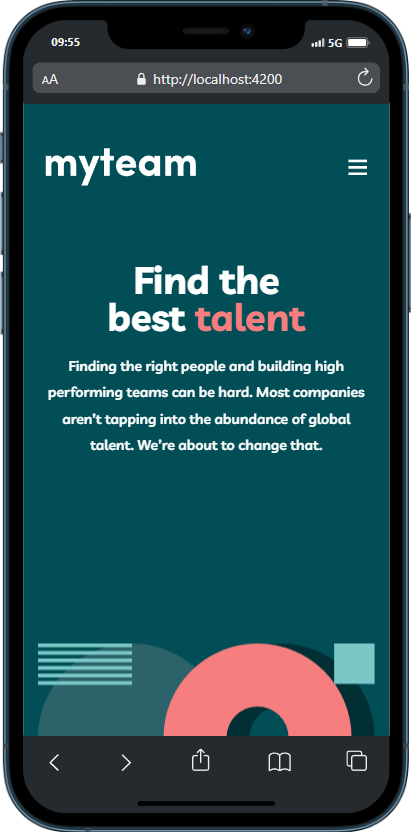 09:55
5G
AA
http://localhost:4200
myteam
Find the
best talent
Finding the right people and building high
performing teams can be hard. Most companies
aren't tapping into the abundance of global
talent. We're about to change that.